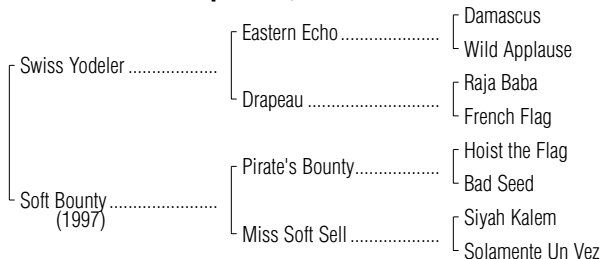 Damascus
Eastern Echo ....................
Wild Applause
Swiss Yodeler ..................
Raja Baba
Drapeau ...........................
French Flag
Hoist the Flag
Pirate's Bounty.................
Bad Seed
Soft Bounty ......................
(1997)
Siyah Kalem
Miss Soft Sell ...................
Solamente Un Vez